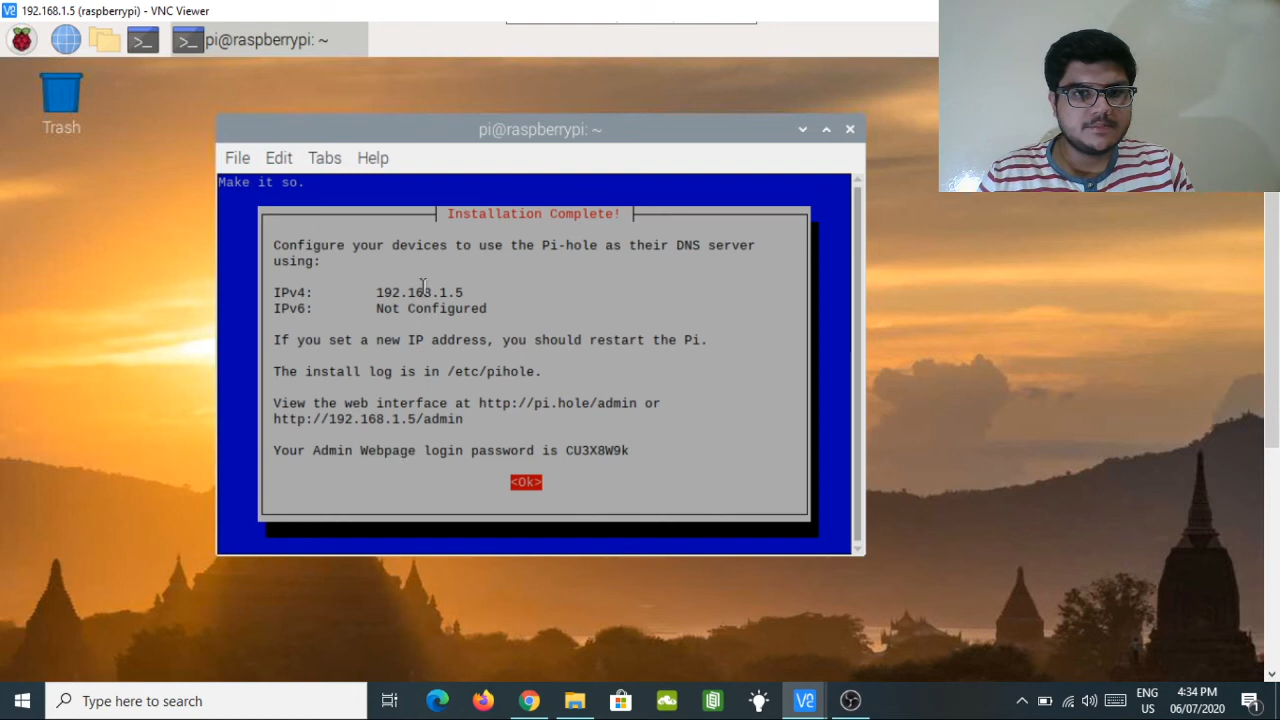 192.168.1.5 (raspberrypi) - VNC Viewer
pi@raspberrypi: ~
Trash
pi@raspberrypi: ~
File Edit Tabs Help
Make it so.
Installation Complete!
Configure your devices to use the Pi-hole as their DNS server
using:
IPv4: 192.168.1.5
IPv6: Not Configured
If you set a new IP address, you should restart the Pi.
The install log is in /etc/pihole.
View the web interface at http://pi.hole/admin or
http://192.168.1.5/admin
Your Admin Webpage login password is CU3X8W9k
<Ok>
Type here to search
ENG
US
4:34 PM
06/07/2020